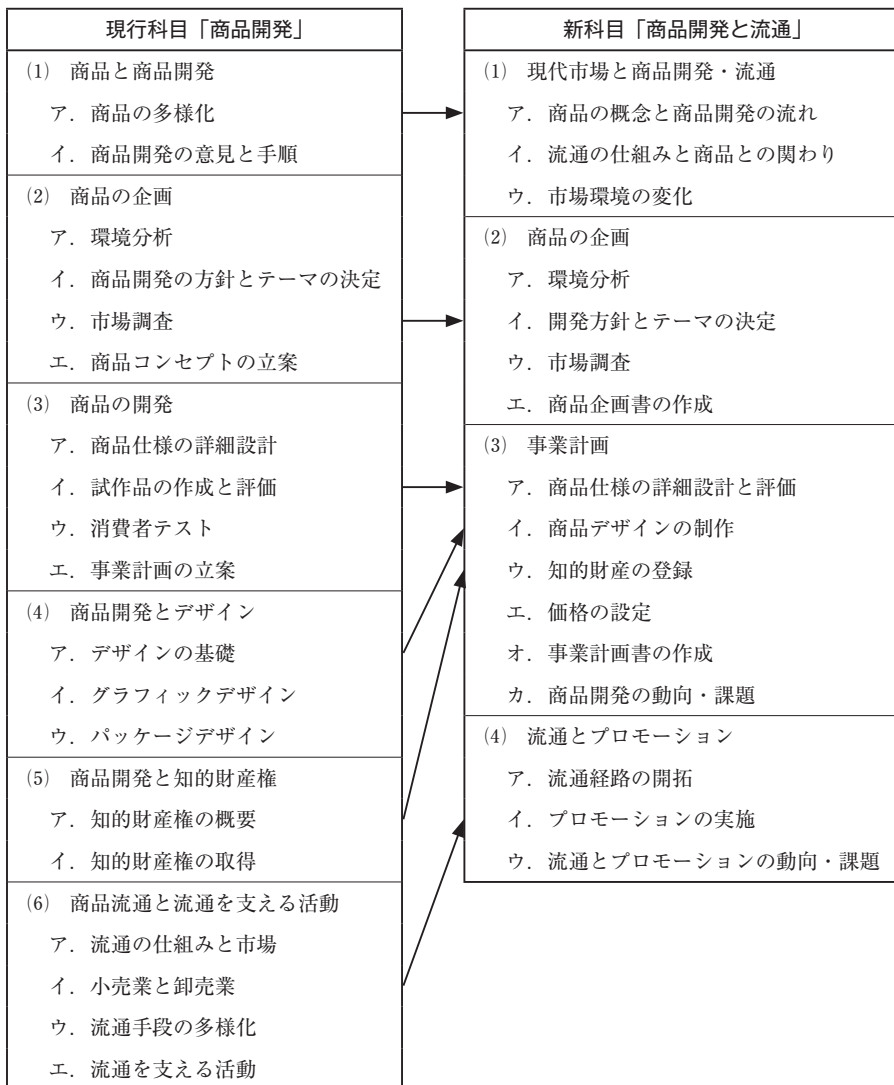 現行科目「商品開発」
⑴ 商品と商品開発
ア．商品の多様化
イ．商品開発の意見と手順
⑵ 商品の企画
ア．環境分析
イ．商品開発の方針とテーマの決定
ウ．市場調査
エ．商品コンセプトの立案
⑶ 商品の開発
ア．商品仕様の詳細設計
イ．試作品の作成と評価
ウ．消費者テスト
エ．事業計画の立案
⑷ 商品開発とデザイン
ア．デザインの基礎
イ．グラフィックデザイン
ウ．パッケージデザイン
⑸ 商品開発と知的財産権
ア．知的財産権の概要
イ．知的財産権の取得
⑹ 商品流通と流通を支える活動
ア．流通の仕組みと市場
イ．小売業と卸売業
ウ．流通手段の多様化
エ．流通を支える活動
新科目「商品開発と流通」
⑴ 現代市場と商品開発・流通
ア．商品の概念と商品開発の流れ
イ．流通の仕組みと商品との関わり
ウ．市場環境の変化
⑵ 商品の企画
ア．環境分析
イ．開発方針とテーマの決定
ウ．市場調査
エ．商品企画書の作成
⑶ 事業計画
ア．商品仕様の詳細設計と評価
イ．商品デザインの制作
ウ．知的財産の登録
エ．価格の設定
オ．事業計画書の作成
カ．商品開発の動向・課題
⑷ 流通とプロモーション
ア．流通経路の開拓
イ．プロモーションの実施
ウ．流通とプロモーションの動向・課題